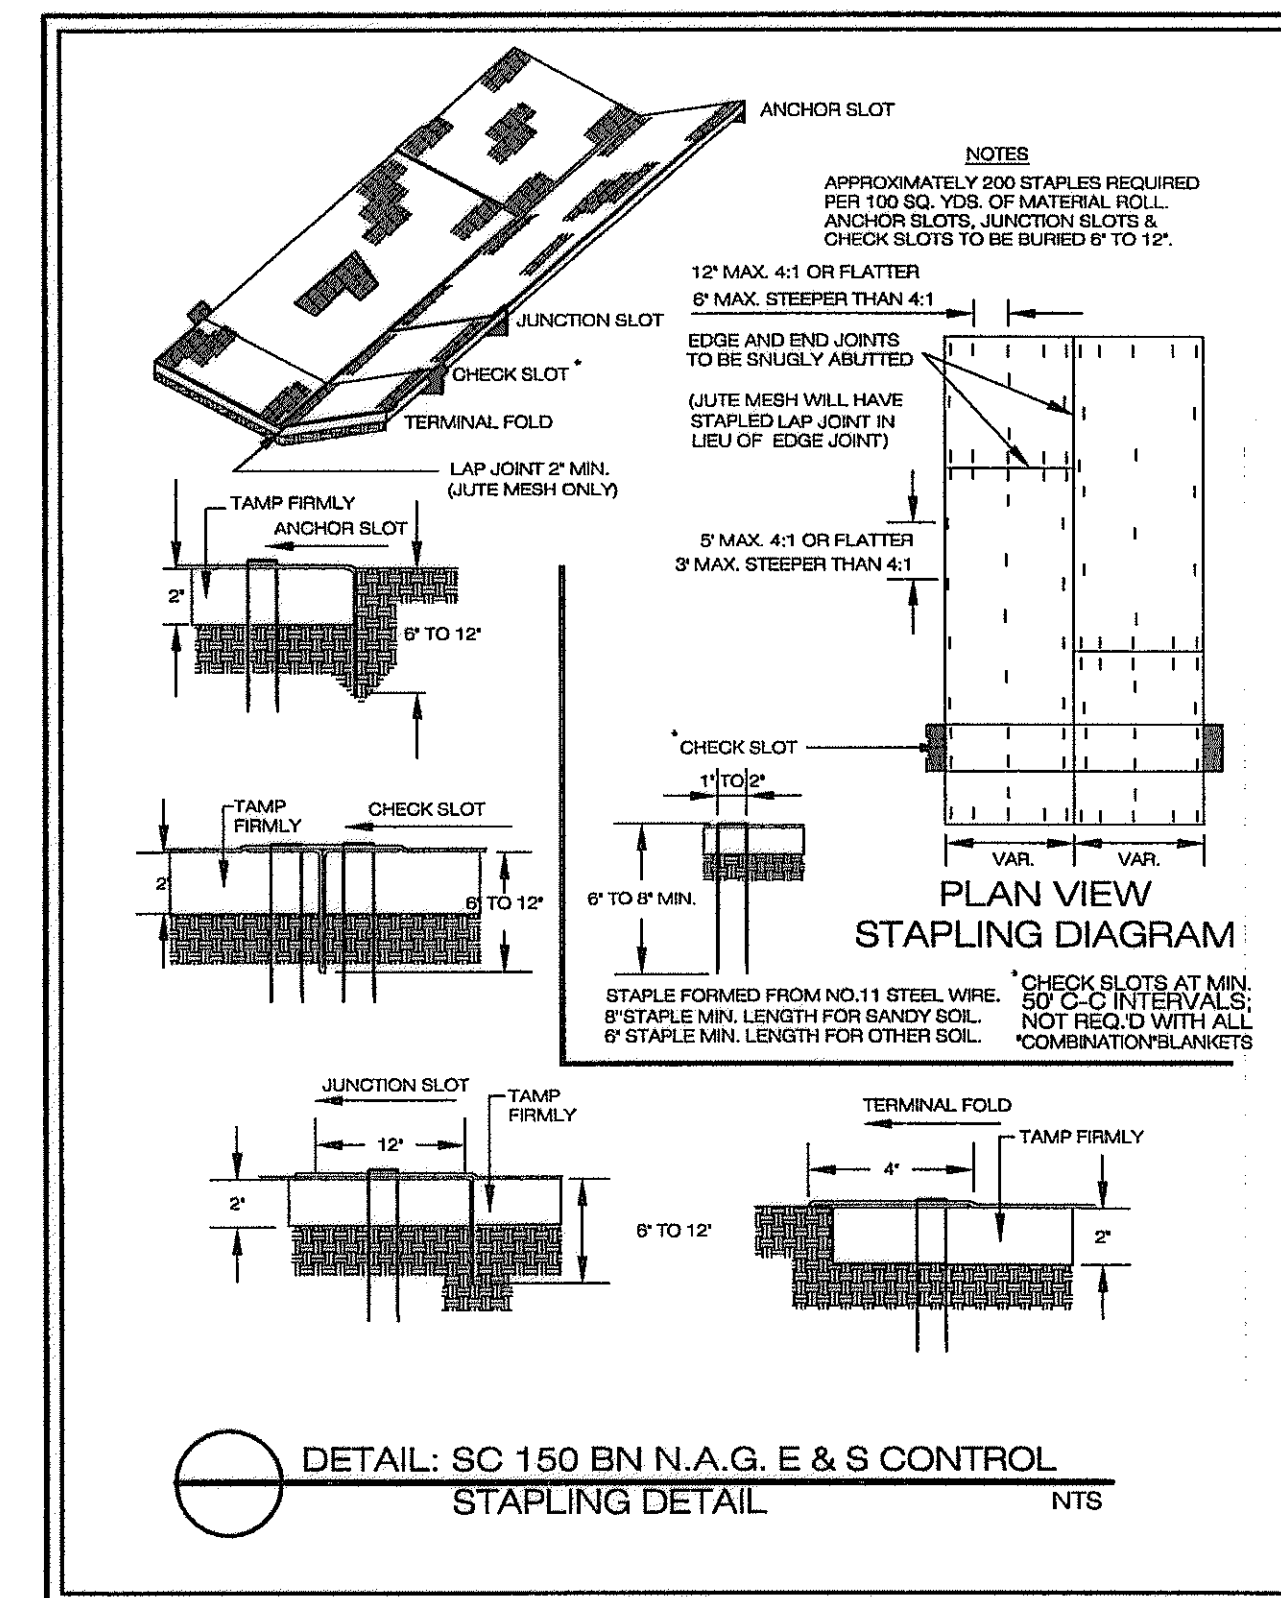 ANCHOR SLOT
NOTES
APPROXIMATELY 200 STAPLES REQUIRED
PER 100 SQ. YDS. OF MATERIAL ROLL.
ANCHOR SLOTS, JUNCTION SLOTS &
CHECK SLOTS TO BE BURIED 6" TO 12".
12" MAX. 4:1 OR FLATTER
6" MAX. STEEPER THAN 4:1
JUNCTION SLOT
EDGE AND END JOINTS
TO BE SNUGLY ABUTTED
CHECK SLOT *
(JUTE MESH WILL HAVE
STAPLED LAP JOINT IN
LIEU OF EDGE JOINT)
TERMINAL FOLD
LAP JOINT 2" MIN.
(JUTE MESH ONLY)
TAMP FIRMLY
ANCHOR SLOT
2"
6" TO 12"
5' MAX. 4:1 OR FLATTER
3' MAX. STEEPER THAN 4:1
*CHECK SLOT
1" TO 2"
TAMP
FIRMLY
CHECK SLOT
2"
6" TO 12"
6" TO 8" MIN.
VAR.
VAR.
PLAN VIEW
STAPLING DIAGRAM
STAPLE FORMED FROM NO.11 STEEL WIRE.
8" STAPLE MIN. LENGTH FOR SANDY SOIL.
6" STAPLE MIN. LENGTH FOR OTHER SOIL.
*CHECK SLOTS AT MIN.
50' C-C INTERVALS;
NOT REQ.'D WITH ALL
"COMBINATION" BLANKETS
JUNCTION SLOT
TAMP
FIRMLY
12"
2"
6" TO 12"
TERMINAL FOLD
TAMP FIRMLY
4"
2"
DETAIL: SC 150 BN N.A.G. E & S CONTROL
STAPLING DETAIL
NTS